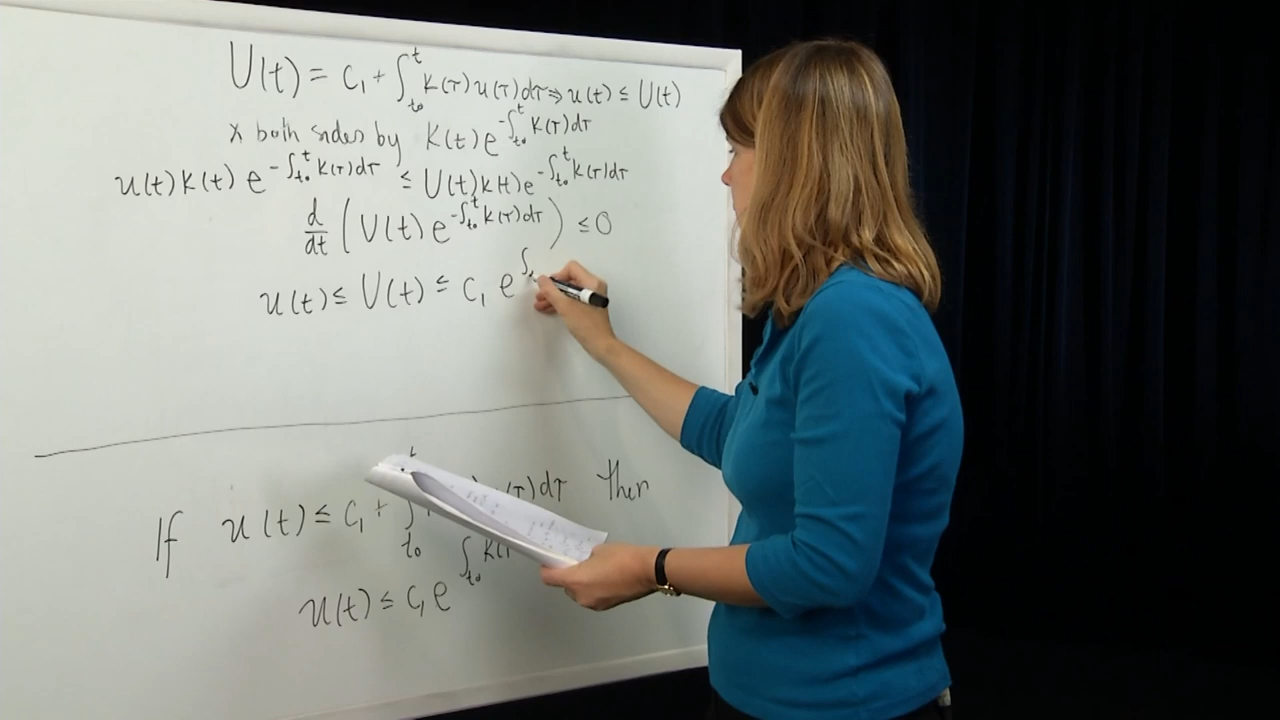 U(t) = C₁ + ∫_{t₀}^{t} K(τ)u(τ)dτ ⇒ u(t) ≤ U(t)
x both sides by K(t)e^{-∫_{t₀}^{t} K(τ)dτ}
u(t)K(t) e^{-∫_{t₀}^{t} K(τ)dτ} ≤ U(t)K(t)e^{-∫_{t₀}^{t} K(τ)dτ}
d/dt (U(t)e^{-∫_{t₀}^{t} K(τ)dτ}) ≤ 0
u(t) ≤ U(t) ≤ C₁ e^{∫
If u(t) ≤ C₁ + ∫_{t₀}^{t} (τ)dτ then
u(t) ≤ C₁ e^{∫_{t₀} K(